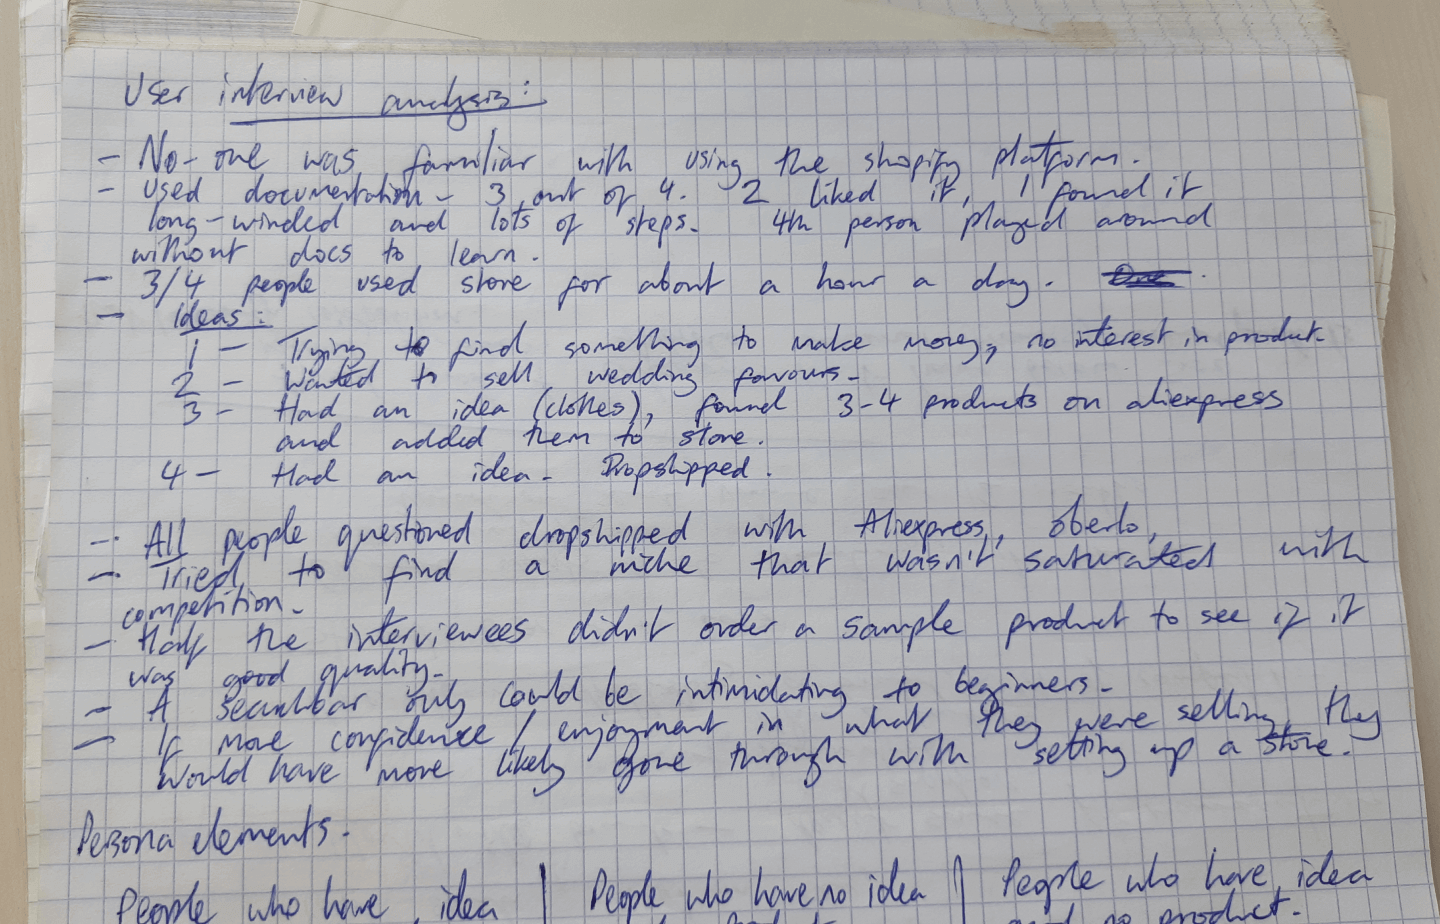 User interview analysis:
- No-one was familiar with using the shopify platform.
- Used documentation - 3 out of 4. 2 liked it, 1 found it
long-winded and lots of steps. 4th person played around
without docs to learn.
- 3/4 people used store for about a hour a day.
- Ideas:
1 - Trying to find something to make money, no interest in product.
2 - Wanted to sell wedding favours.
3 - Had an idea (clothes), found 3-4 products on aliexpress
and added them to store.
4 - Had an idea. Dropshipped.
- All people questioned dropshipped with Aliexpress, oberlo,
- Tried to find a niche that wasn't saturated with
competition.
- Half the interviewees didn't order a sample product to see if it
was good quality.
- A searchbar only could be intimidating to beginners.
- If more confidence / enjoyment in what they were selling, they
would have more likely gone through with setting up a store.
Persona elements.
People who have idea | People who have no idea | People who have idea
and no product.